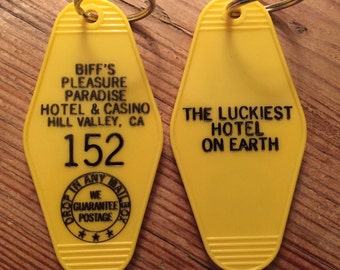 BIFF'S
PLEASURE
PARADISE
HOTEL & CASINO
HILL VALLEY, CA
152
DROP IN ANY MAILBOX
WE
GUARANTEE
POSTAGE
THE LUCKIEST
HOTEL
ON EARTH